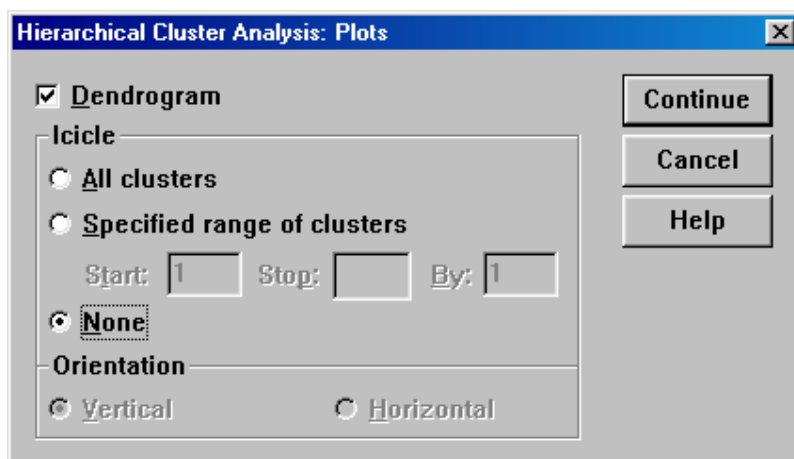 Hierarchical Cluster Analysis: Plots
Dendrogram
Continue
Icicle
Cancel
All clusters
Specified range of clusters
Help
Start: 1 Stop: By: 1
None
Orientation
Vertical Horizontal